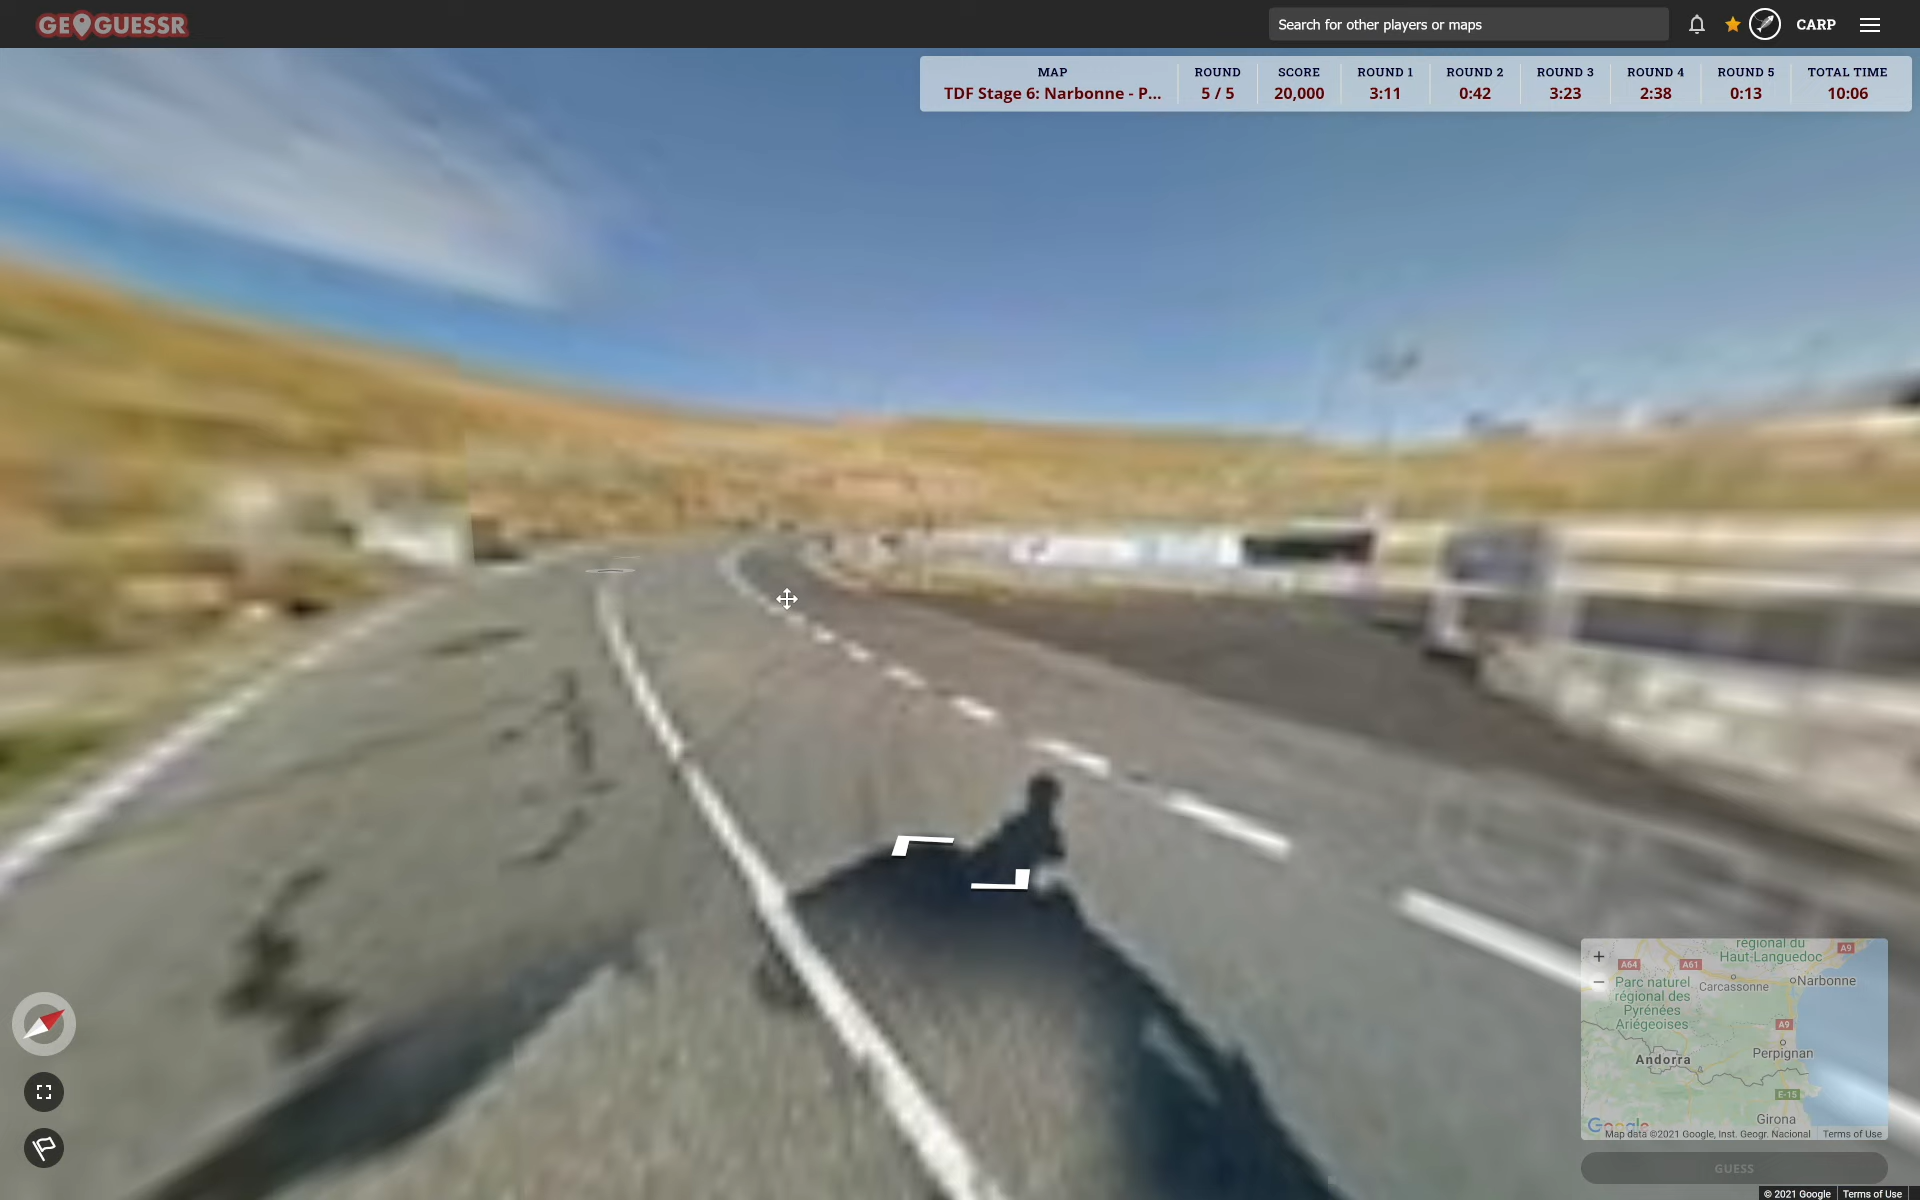 GEOGUESSR
Search for other players or maps
CARP
MAP ROUND SCORE ROUND 1 ROUND 2 ROUND 3 ROUND 4 ROUND 5 TOTAL TIME
TDF Stage 6: Narbonne - P... 5 / 5 20,000 3:11 0:42 3:23 2:38 0:13 10:06
régional du
Haut-Languedoc
A9
A64
A61
Parc naturel
régional des
Pyrénées
Ariégeoises
Carcassonne
Narbonne
A9
Andorra
Perpignan
E-15
Girona
Google
Map data ©2021 Google, Inst. Geogr. Nacional Terms of Use
GUESS
© 2021 Google Terms of Use